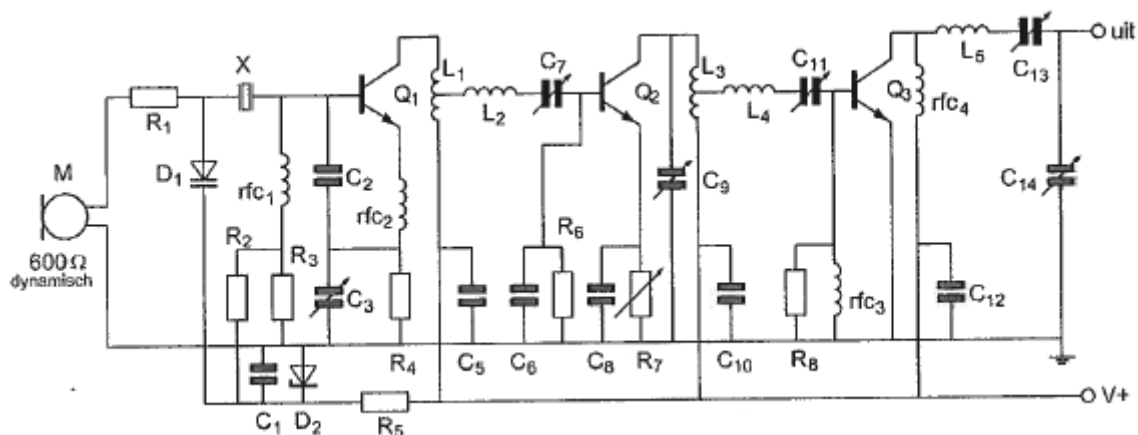 X
R1
M
600Ω
dynamisch
D1
rfc1
C2
R2
R3
C3
Q1
rfc2
R4
L1
L2
C7
Q2
R6
C5
C6
C8
R7
C9
L3
L4
C11
Q3
rfc4
C10
R8
rfc3
C12
L5
C13
uit
C14
C1
D2
R5
V+